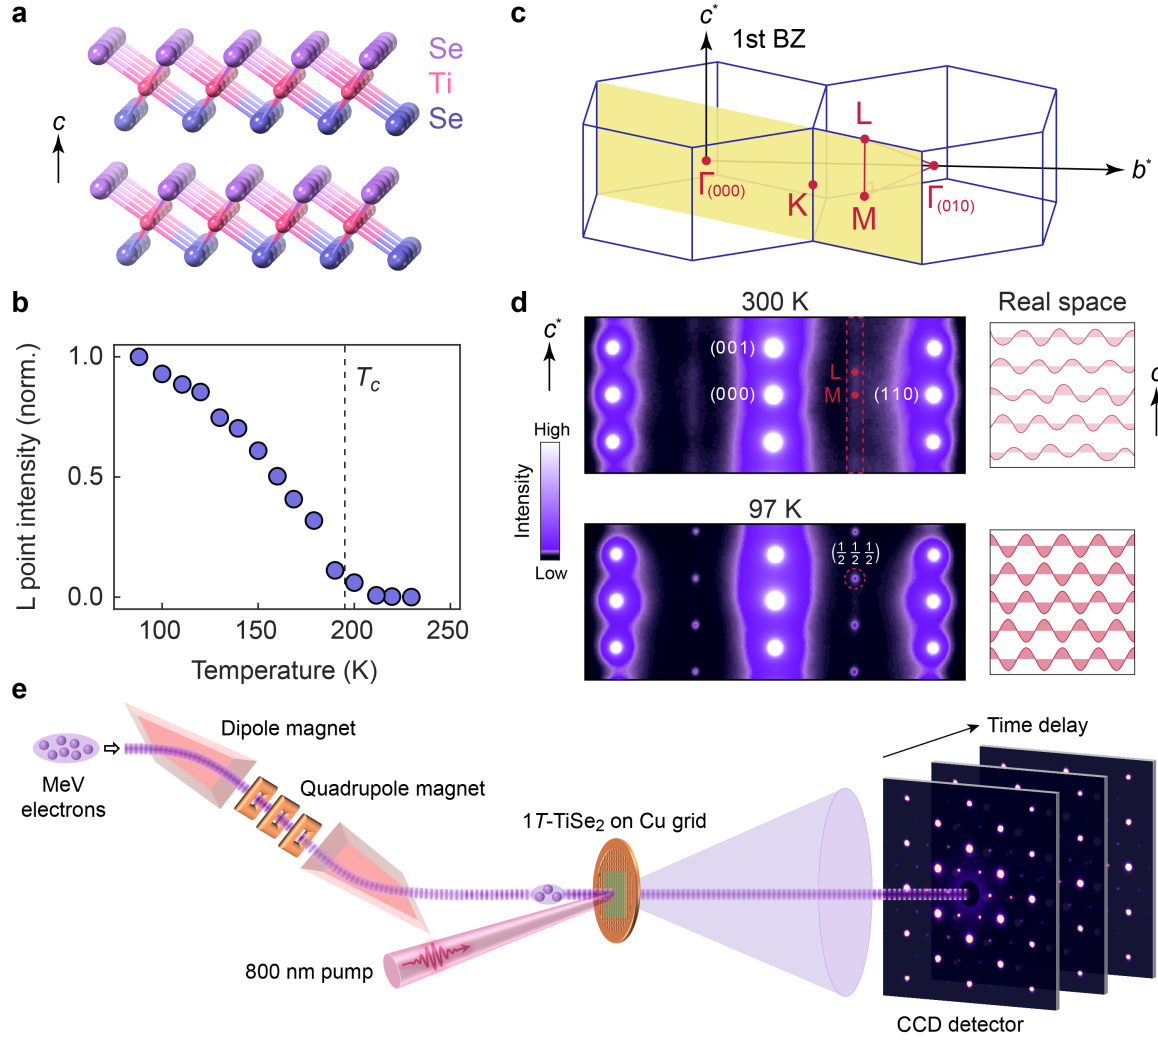 a
Se
Ti
Se
c
b
L point intensity (norm.)
1.0
0.5
0.0
T_c
100
150
200
250
Temperature (K)
c
c*
1st BZ
L
Γ(000)
K
M
Γ(010)
b*
d
c*
300 K
Real space
(001)
L
(000)
M
(110)
c
High
Intensity
Low
97 K
(1/2 1/2 1/2)
e
Dipole magnet
MeV
electrons
Quadrupole magnet
1T-TiSe₂ on Cu grid
800 nm pump
Time delay
CCD detector